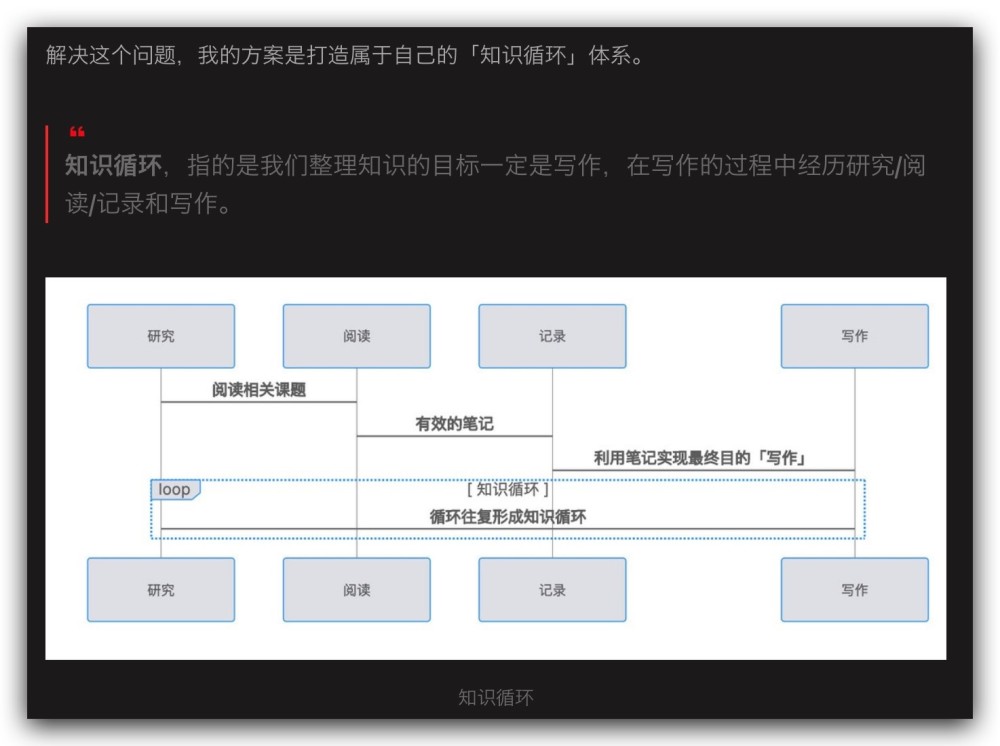 解决这个问题，我的方案是打造属于自己的「知识循环」体系。
“
知识循环，指的是我们整理知识的目标一定是写作，在写作的过程中经历研究/阅
读/记录和写作。
研究 阅读 记录 写作
阅读相关课题
有效的笔记
利用笔记实现最终目的「写作」
loop [ 知识循环 ]
循环往复形成知识循环
研究 阅读 记录 写作
知识循环